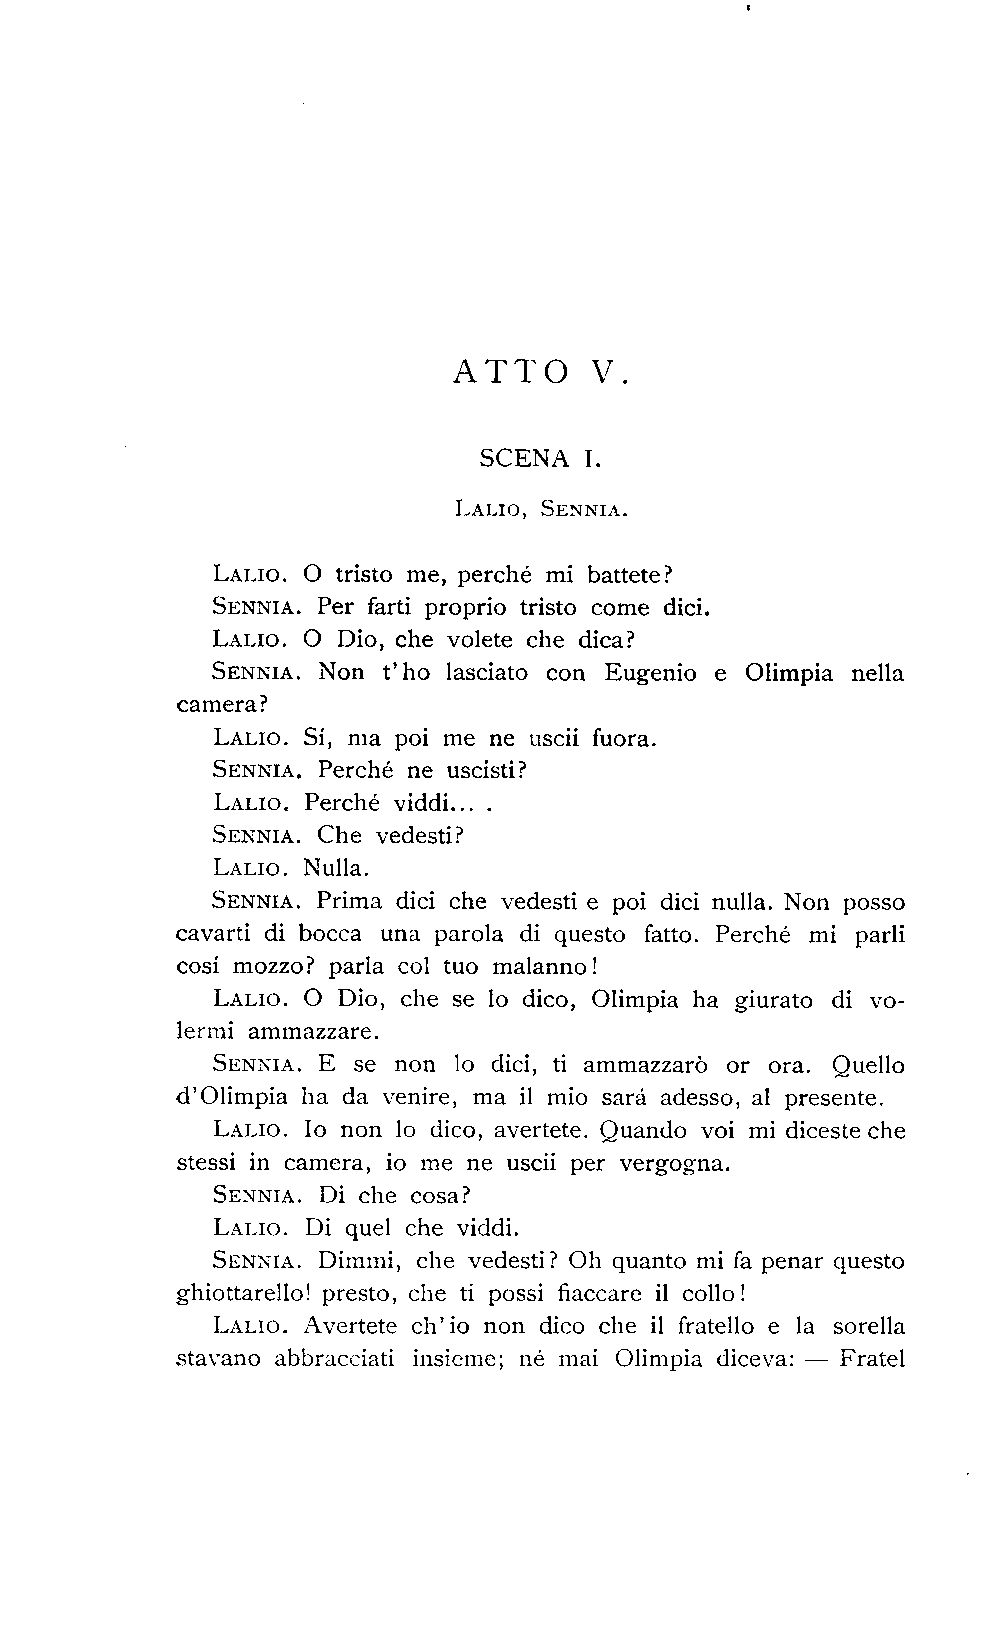 ATTO V.
SCENA I.
LALIO, SENNIA.
LALIO. O tristo me, perché mi battete?
SENNIA. Per farti proprio tristo come dici.
LALIO. O Dio, che volete che dica?
SENNIA. Non t'ho lasciato con Eugenio e Olimpia nella
camera?
LALIO. Sí, ma poi me ne uscii fuora.
SENNIA. Perché ne uscisti?
LALIO. Perché viddi... .
SENNIA. Che vedesti?
LALIO. Nulla.
SENNIA. Prima dici che vedesti e poi dici nulla. Non posso
cavarti di bocca una parola di questo fatto. Perché mi parli
cosí mozzo? parla col tuo malanno!
LALIO. O Dio, che se lo dico, Olimpia ha giurato di vo-
lermi ammazzare.
SENNIA. E se non lo dici, ti ammazzarò or ora. Quello
d'Olimpia ha da venire, ma il mio sará adesso, al presente.
LALIO. Io non lo dico, avertete. Quando voi mi diceste che
stessi in camera, io me ne uscii per vergogna.
SENNIA. Di che cosa?
LALIO. Di quel che viddi.
SENNIA. Dimmi, che vedesti? Oh quanto mi fa penar questo
ghiottarello! presto, che ti possi fiaccare il collo!
LALIO. Avertete ch'io non dico che il fratello e la sorella
stavano abbracciati insieme; né mai Olimpia diceva: — Fratel